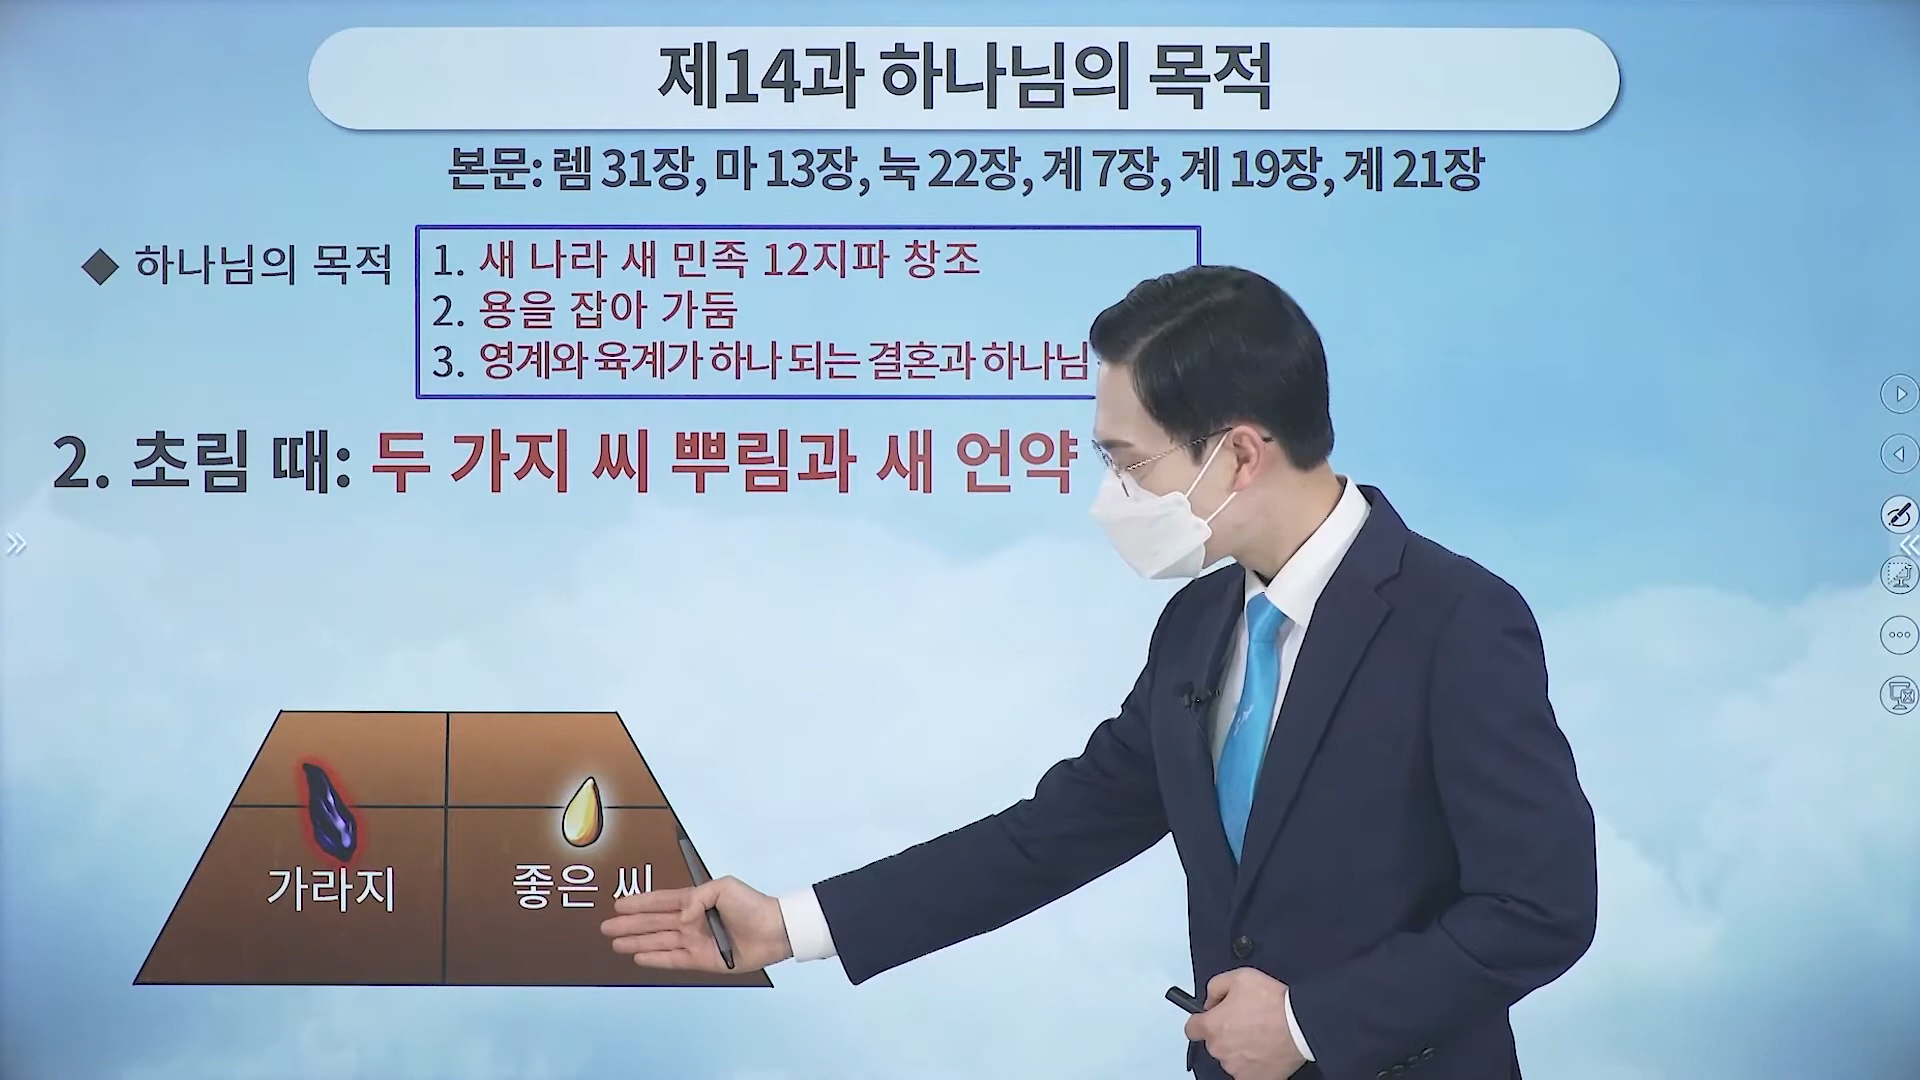 제14과 하나님의 목적
본문: 렘 31장, 마 13장, 눅 22장, 계 7장, 계 19장, 계 21장
◆ 하나님의 목적
1. 새 나라 새 민족 12지파 창조
2. 용을 잡아 가둠
3. 영계와 육계가 하나 되는 결혼과 하나님
2. 초림 때: 두 가지 씨 뿌림과 새 언약
가라지
좋은 씨